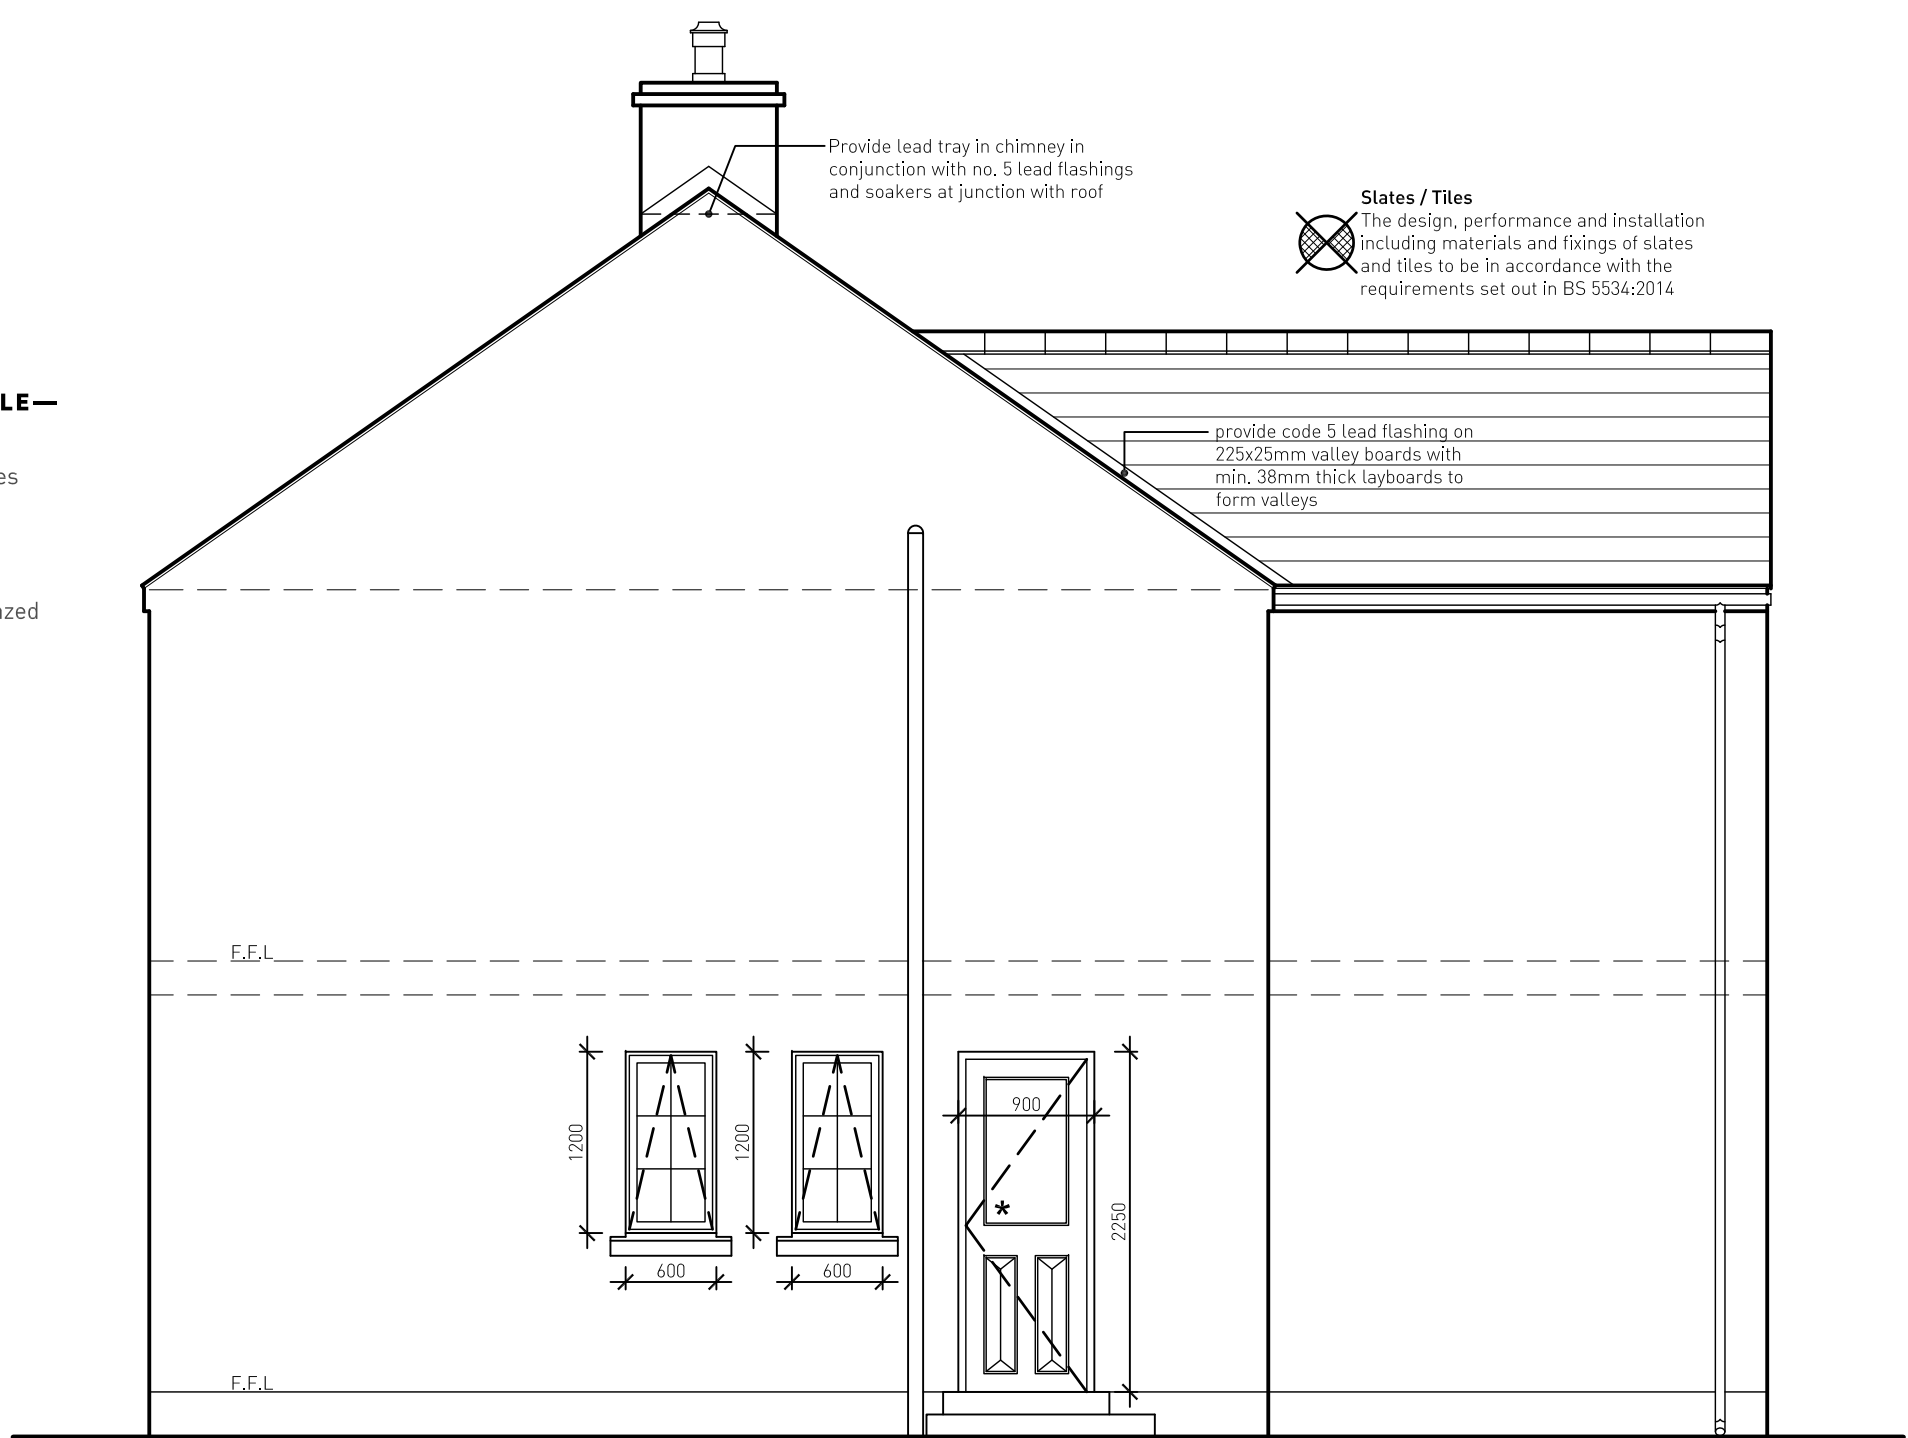 Provide lead tray in chimney in
conjunction with no. 5 lead flashings
and soakers at junction with roof
Slates / Tiles
The design, performance and installation
including materials and fixings of slates
and tiles to be in accordance with the
requirements set out in BS 5534:2014
LE
es
azed
provide code 5 lead flashing on
225x25mm valley boards with
min. 38mm thick layboards to
form valleys
F.F.L
1200
600
1200
600
900
*
2250
F.F.L